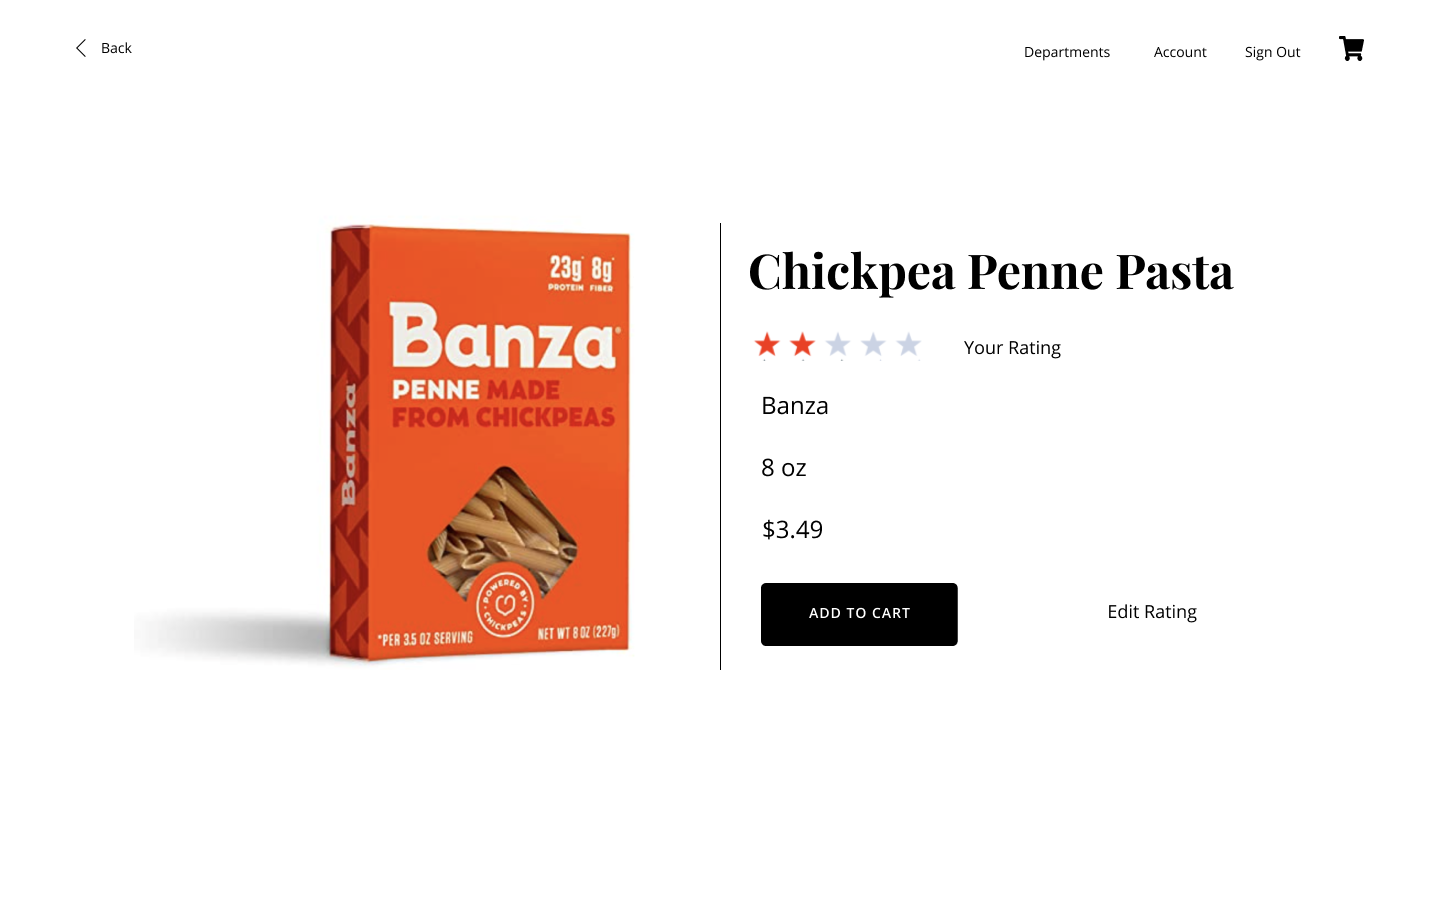 Back
Departments
Account
Sign Out
23g* 8g*
PROTEIN FIBER
Banza®
PENNE MADE
FROM CHICKPEAS
Banza
POWERED BY
CHICKPEAS
*PER 3.5 OZ SERVING
NET WT 8 OZ (227g)
Chickpea Penne Pasta
Your Rating
Banza
8 oz
$3.49
ADD TO CART
Edit Rating